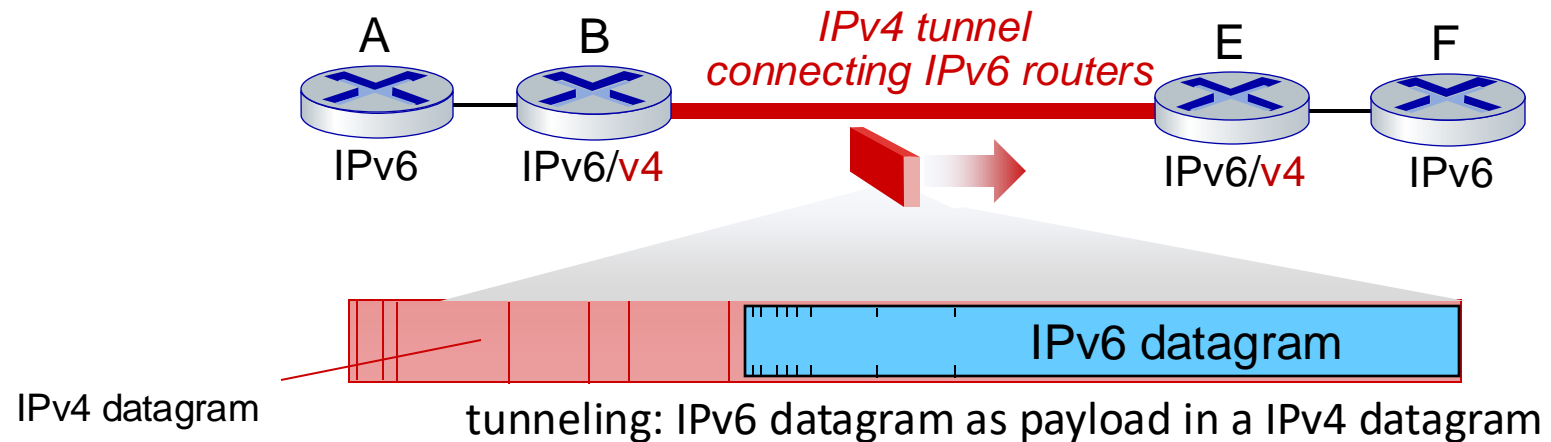 A
B
IPv4 tunnel
connecting IPv6 routers
E
F
IPv6
IPv6/v4
IPv6/v4
IPv6
IPv6 datagram
IPv4 datagram
tunneling: IPv6 datagram as payload in a IPv4 datagram